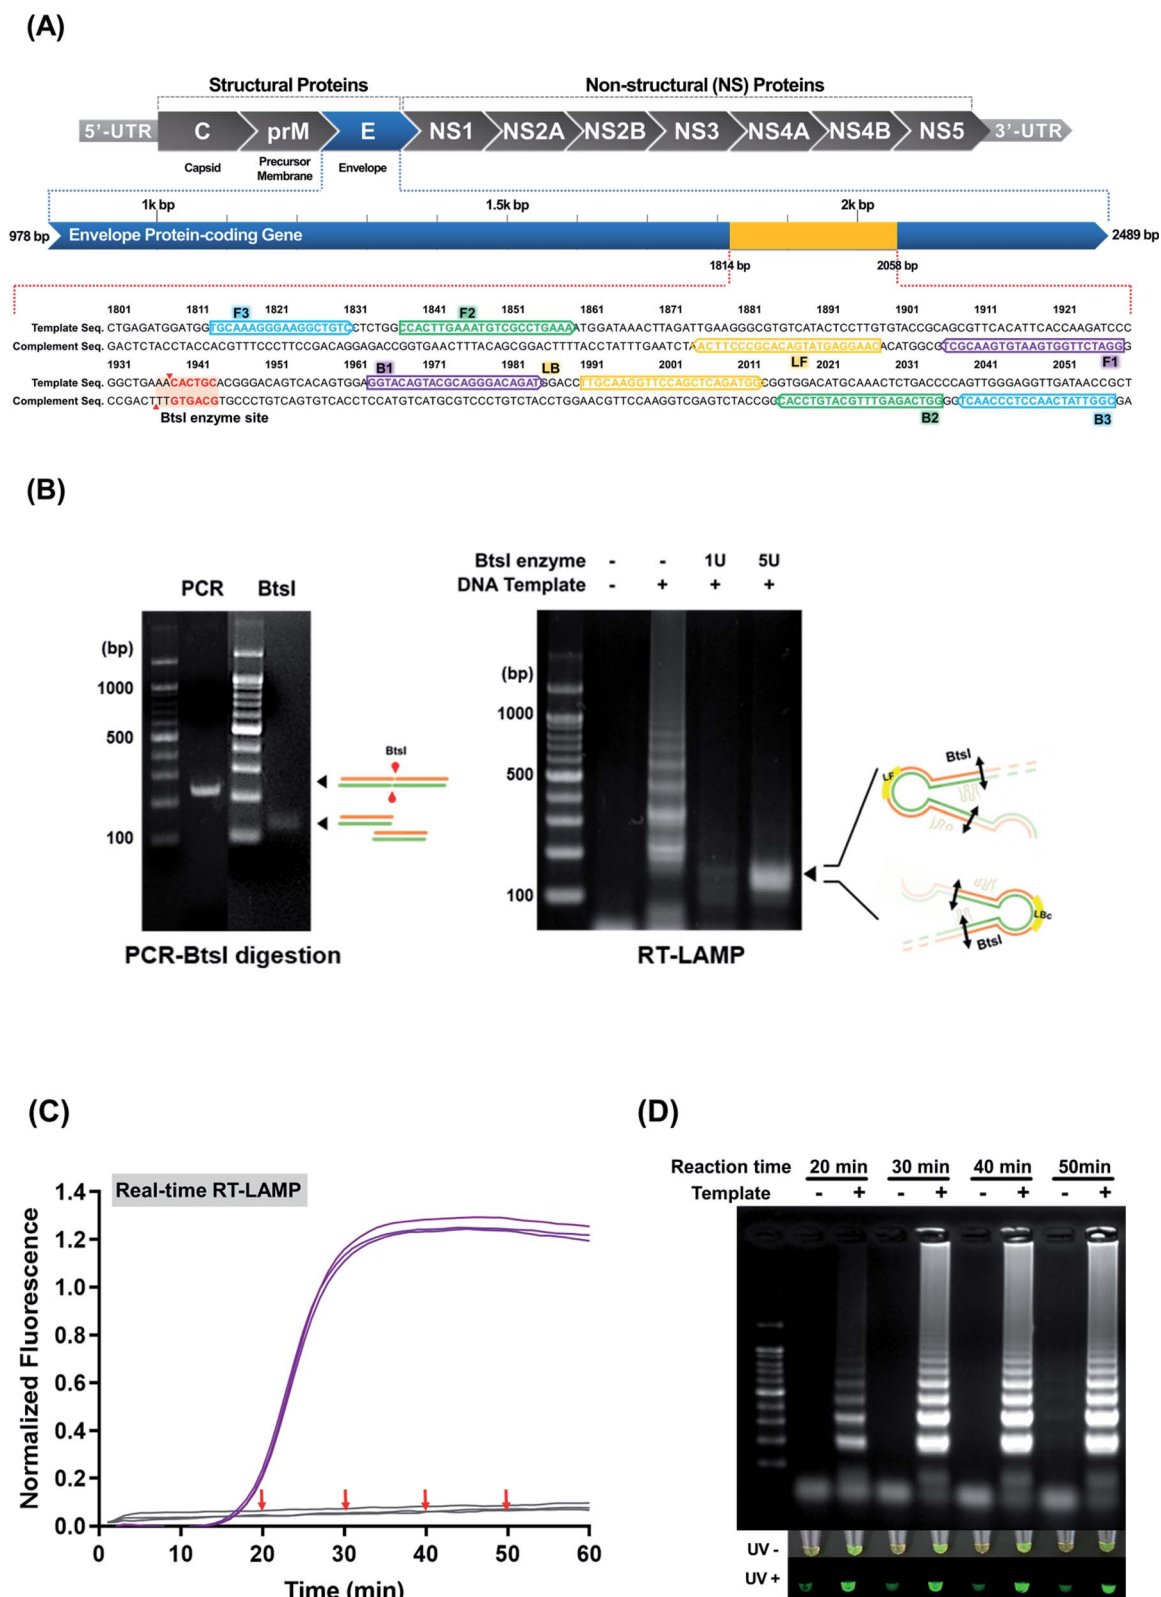 (A)
Structural Proteins
Non-structural (NS) Proteins
5'-UTR C prM E NS1 NS2A NS2B NS3 NS4A NS4B NS5 3'-UTR
Capsid Precursor Membrane Envelope
1k bp 1.5k bp 2k bp
978 bp Envelope Protein-coding Gene 2489 bp
1814 bp 2058 bp
F3 F2
1801 1811 1821 1831 1841 1851 1861 1871 1881 1891 1901 1911 1921
Template Seq. CTGAGATGGATGGTGCAAAGGGAAGGCTGTCCTCTGGCCACTTGAAATGTCGCCTGAAAATGGATAAACTTAGATTGAAGGGCGTGTCATACTCCTTGTGTACCGCAGCGTTCACATTCACCAAGATCCC
Complement Seq. GACTCTACCTACCACGTTTCCCTTCCGACAGGAGACCGGTGAACTTTACAGCGGACTTTTACCTATTTGAATCTAACTTCCCGCACAGTATGAGGAACACATGGCGTCGCAAGTGTAAGTGGTTCTAGGG
B1 LB LF F1
1931 1941 1951 1961 1971 1981 1991 2001 2011 2021 2031 2041 2051
Template Seq. GGCTGAAACACTGCACGGGACAGTCACAGTGGAGGTACAGTACGCAGGGACAGATGGACCTTGCAAGGTTCCAGCTCAGATGGCGGTGGACATGCAAACTCTGACCCCAGTTGGGAGGTTGATAACCGCT
Complement Seq. CCGACTTTGTGACGTGCCCTGTCAGTGTCACCTCCATGTCATGCGTCCCTGTCTACCTGGAACGTTCCAAGGTCGAGTCTACCGCCACCTGTACGTTTGAGACTGGGGTCAACCCTCCAACTATTGGCGA
BtsI enzyme site
B2 B3
(B)
PCR BtsI
(bp)
1000
500
100
BtsI
PCR-BtsI digestion
BtsI enzyme - - 1U 5U
DNA Template - + + +
(bp)
1000
500
100
RT-LAMP
BtsI
LF
LBc
BtsI
(C)
Real-time RT-LAMP
Normalized Fluorescence
1.4
1.2
1.0
0.8
0.6
0.4
0.2
0.0
0 10 20 30 40 50 60
Time (min)
(D)
Reaction time 20 min 30 min 40 min 50min
Template - + - + - + - +
UV -
UV +